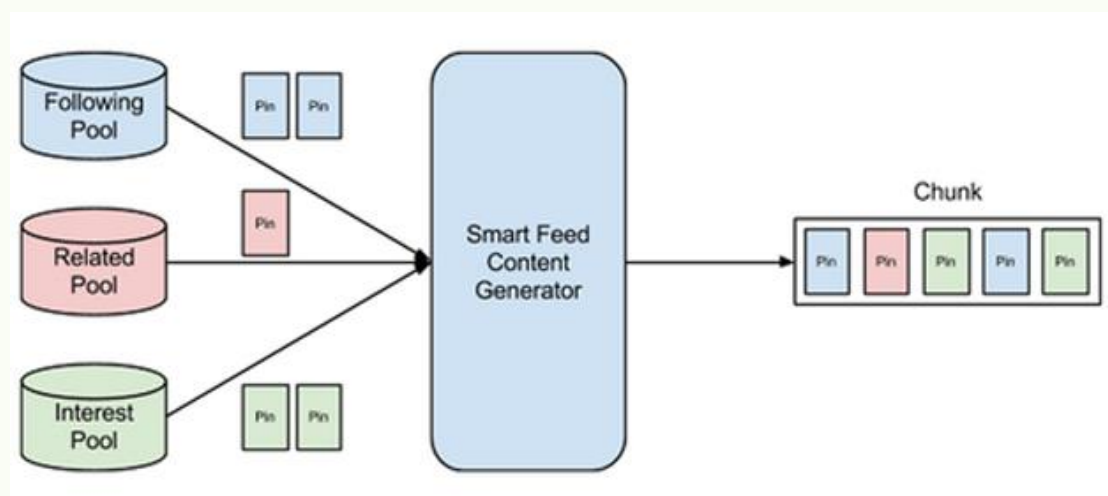 Following
Pool
Pin Pin
Pin
Related
Pool
Interest
Pool
Pin Pin
Smart Feed
Content
Generator
Chunk
Pin Pin Pin Pin Pin